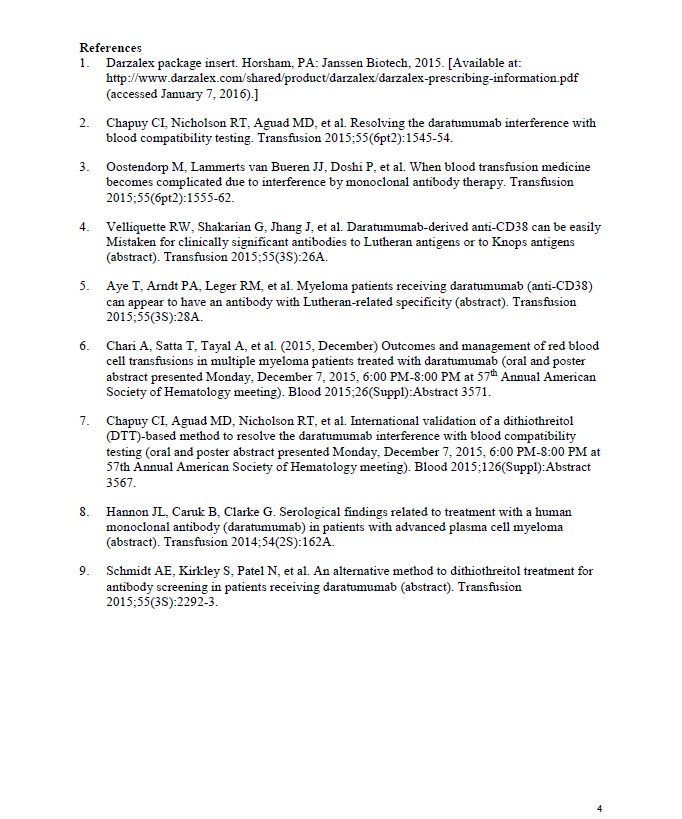 References
1. Darzalex package insert. Horsham, PA: Janssen Biotech, 2015. [Available at:
http://www.darzalex.com/shared/product/darzalex/darzalex-prescribing-information.pdf
(accessed January 7, 2016).]
2. Chapuy CI, Nicholson RT, Aguad MD, et al. Resolving the daratumumab interference with
blood compatibility testing. Transfusion 2015;55(6pt2):1545-54.
3. Oostendorp M, Lammerts van Bueren JJ, Doshi P, et al. When blood transfusion medicine
becomes complicated due to interference by monoclonal antibody therapy. Transfusion
2015;55(6pt2):1555-62.
4. Velliquette RW, Shakarian G, Jhang J, et al. Daratumumab-derived anti-CD38 can be easily
Mistaken for clinically significant antibodies to Lutheran antigens or to Knops antigens
(abstract). Transfusion 2015;55(3S):26A.
5. Aye T, Arndt PA, Leger RM, et al. Myeloma patients receiving daratumumab (anti-CD38)
can appear to have an antibody with Lutheran-related specificity (abstract). Transfusion
2015;55(3S):28A.
6. Chari A, Satta T, Tayal A, et al. (2015, December) Outcomes and management of red blood
cell transfusions in multiple myeloma patients treated with daratumumab (oral and poster
abstract presented Monday, December 7, 2015, 6:00 PM-8:00 PM at 57th Annual American
Society of Hematology meeting). Blood 2015;26(Suppl):Abstract 3571.
7. Chapuy CI, Aguad MD, Nicholson RT, et al. International validation of a dithiothreitol
(DTT)-based method to resolve the daratumumab interference with blood compatibility
testing (oral and poster abstract presented Monday, December 7, 2015, 6:00 PM-8:00 PM at
57th Annual American Society of Hematology meeting). Blood 2015;126(Suppl):Abstract
3567.
8. Hannon JL, Caruk B, Clarke G. Serological findings related to treatment with a human
monoclonal antibody (daratumumab) in patients with advanced plasma cell myeloma
(abstract). Transfusion 2014;54(2S):162A.
9. Schmidt AE, Kirkley S, Patel N, et al. An alternative method to dithiothreitol treatment for
antibody screening in patients receiving daratumumab (abstract). Transfusion
2015;55(3S):2292-3.
4